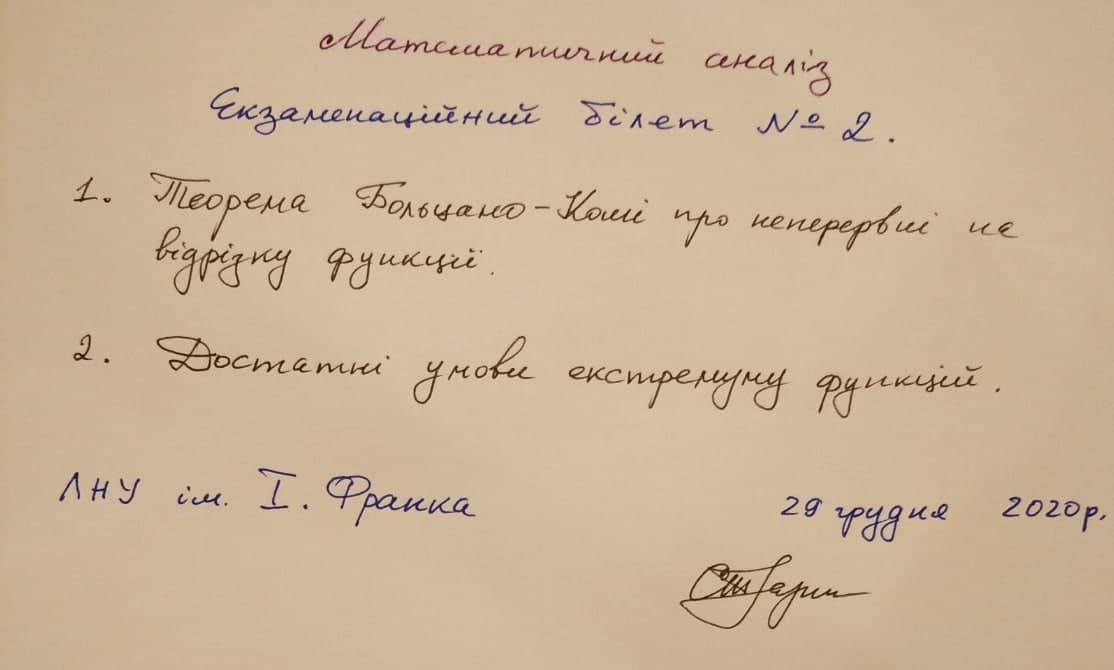 Математичний аналіз
Екзаменаційний білет № 2.
1. Теорема Больцано-Коші про неперервні на
відрізку функції.
2. Достатні умови екстремуму функцій.
ЛНУ ім. І. Франка 29 грудня 2020р.